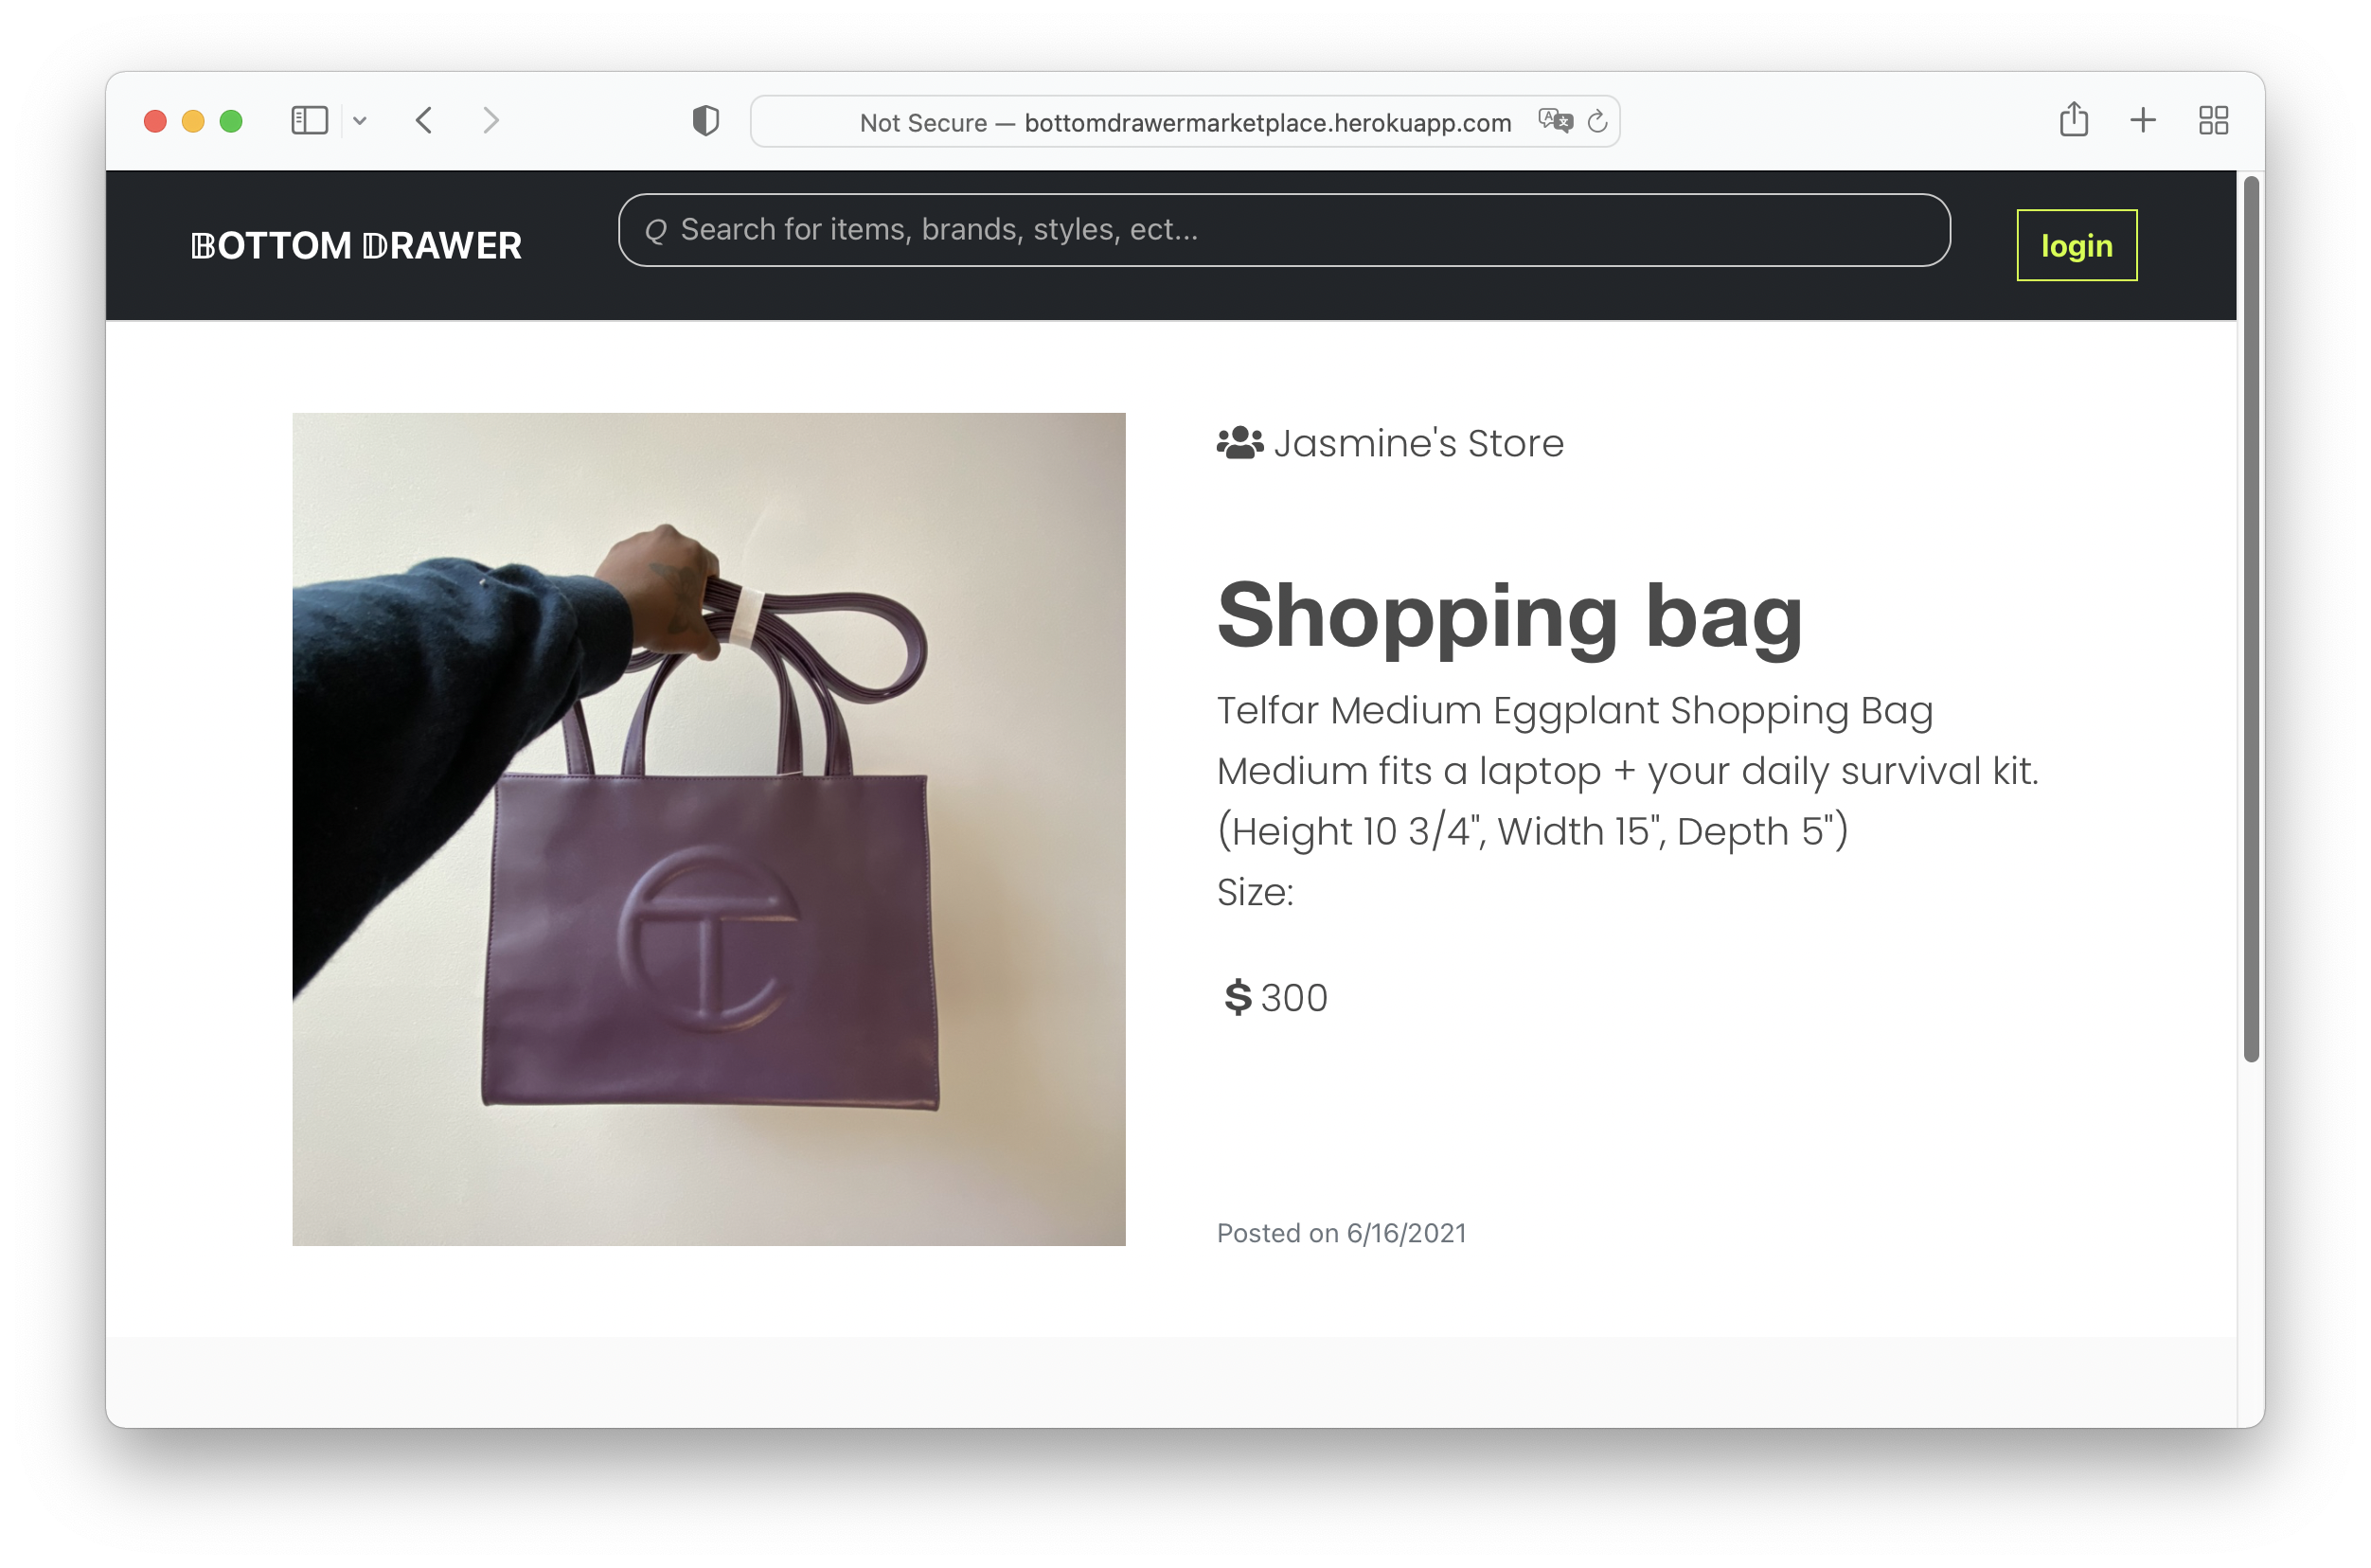 Not Secure — bottomdrawermarketplace.herokuapp.com
𝔹OTTOM 𝔻RAWER
Search for items, brands, styles, ect...
login
Jasmine's Store
Shopping bag
Telfar Medium Eggplant Shopping Bag
Medium fits a laptop + your daily survival kit.
(Height 10 3/4", Width 15", Depth 5")
Size:
$ 300
Posted on 6/16/2021